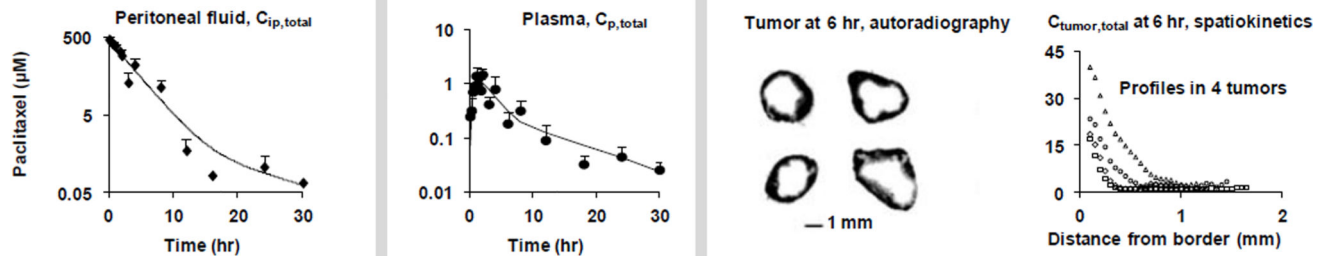 Peritoneal fluid, Cip,total
Paclitaxel (µM)
500
5
0.05
0
10
20
30
Time (hr)
Plasma, Cp,total
10
1
0.1
0.01
0
10
20
30
Time (hr)
Tumor at 6 hr, autoradiography
1 mm
Ctumor,total at 6 hr, spatiokinetics
45
30
15
0
Profiles in 4 tumors
0
1
2
Distance from border (mm)